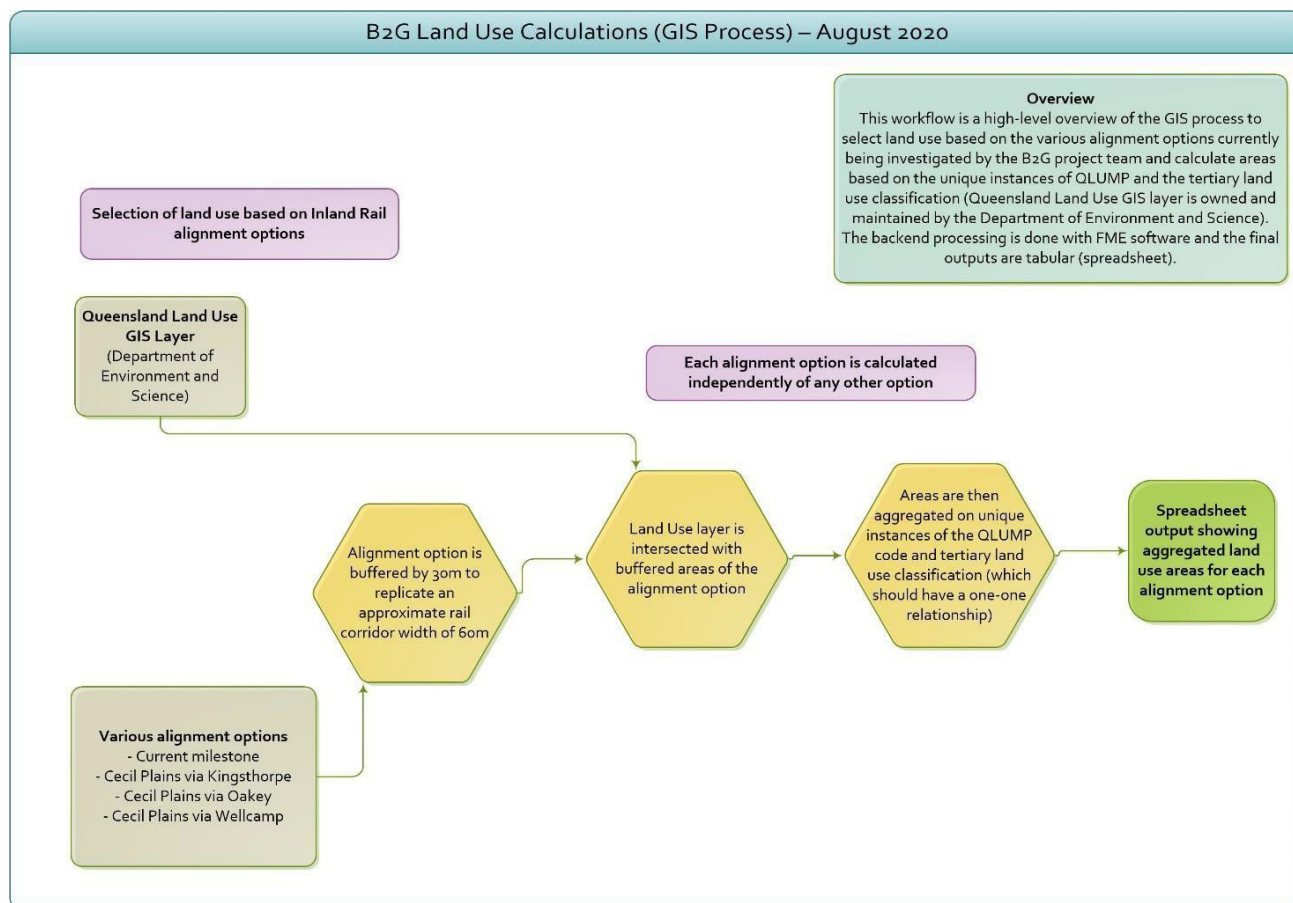 B2G Land Use Calculations (GIS Process) – August 2020
Overview
This workflow is a high-level overview of the GIS process to
select land use based on the various alignment options currently
being investigated by the B2G project team and calculate areas
based on the unique instances of QLUMP and the tertiary land
use classification (Queensland Land Use GIS layer is owned and
maintained by the Department of Environment and Science).
The backend processing is done with FME software and the final
outputs are tabular (spreadsheet).
Selection of land use based on Inland Rail
alignment options
Queensland Land Use
GIS Layer
(Department of
Environment and
Science)
Each alignment option is calculated
independently of any other option
Alignment option is
buffered by 30m to
replicate an
approximate rail
corridor width of 60m
Land Use layer is
intersected with
buffered areas of the
alignment option
Areas are then
aggregated on unique
instances of the QLUMP
code and tertiary land
use classification (which
should have a one-one
relationship)
Spreadsheet
output showing
aggregated land
use areas for each
alignment option
Various alignment options
- Current milestone
- Cecil Plains via Kingsthorpe
- Cecil Plains via Oakey
- Cecil Plains via Wellcamp